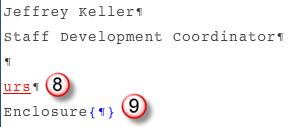 Jeffrey Keller¶
Staff Development Coordinator¶
¶
urs¶ 8
Enclosure{¶} 9